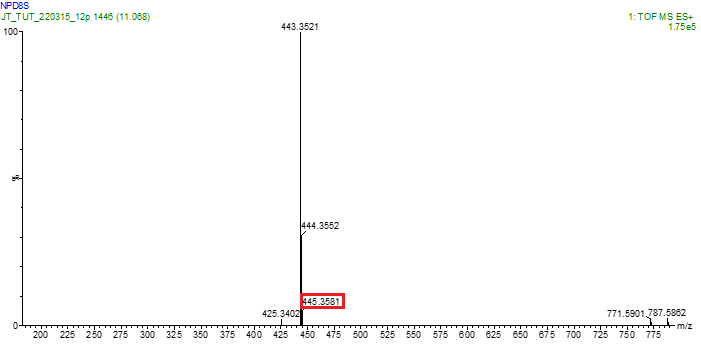 NPD8S
JT_TUT_220315_12p 1446 (11.068)
1: TOF MS ES+
1.75e5
443.3521
100
%
444.3552
445.3581
425.3402
771.5901 787.5862
0
m/z
200 225 250 275 300 325 350 375 400 425 450 475 500 525 550 575 600 625 650 675 700 725 750 775